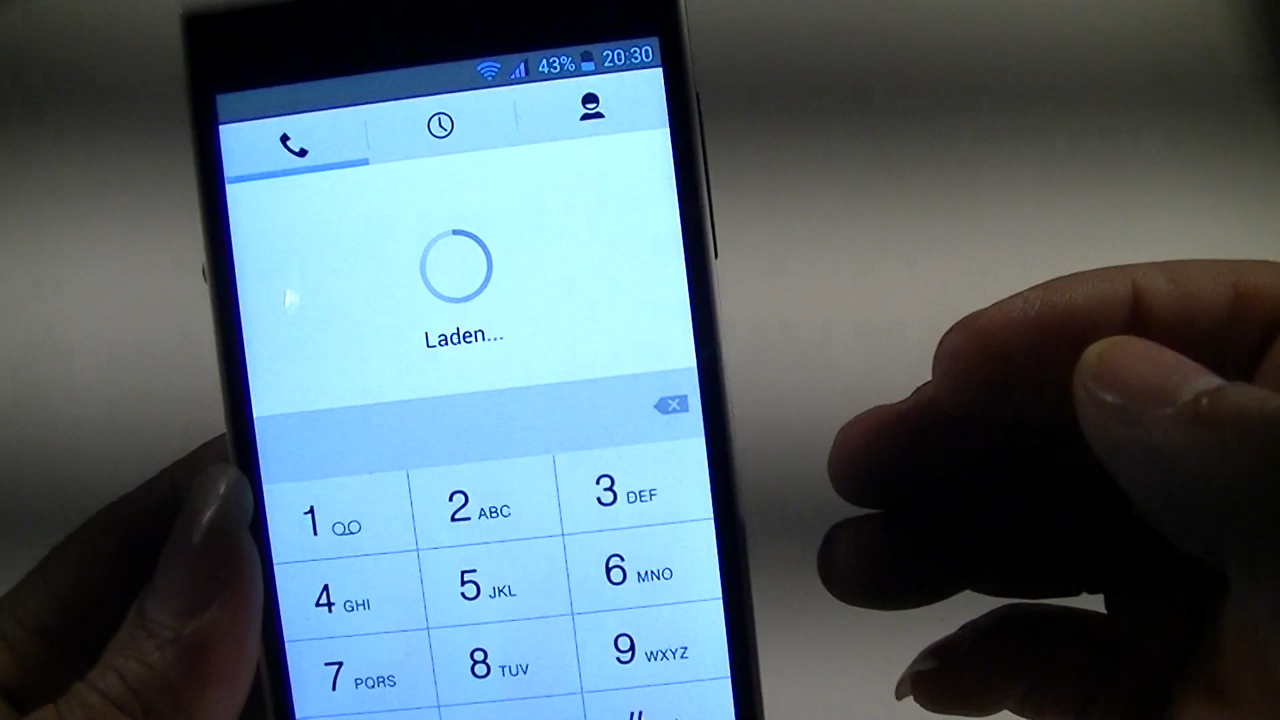 43% 20:30
Laden...
1 2 ABC 3 DEF
4 GHI 5 JKL 6 MNO
7 PQRS 8 TUV 9 WXYZ
#